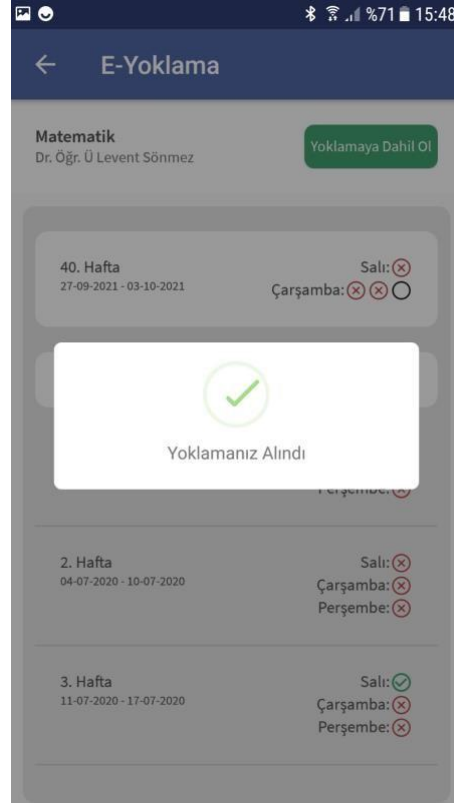 %71 15:48
E-Yoklama
Matematik
Dr. Öğr. Ü Levent Sönmez
Yoklamaya Dahil Ol
40. Hafta
27-09-2021 - 03-10-2021
Salı:
Çarşamba:
Yoklamanız Alındı
Perşembe:
2. Hafta
04-07-2020 - 10-07-2020
Salı:
Çarşamba:
Perşembe:
3. Hafta
11-07-2020 - 17-07-2020
Salı:
Çarşamba:
Perşembe: